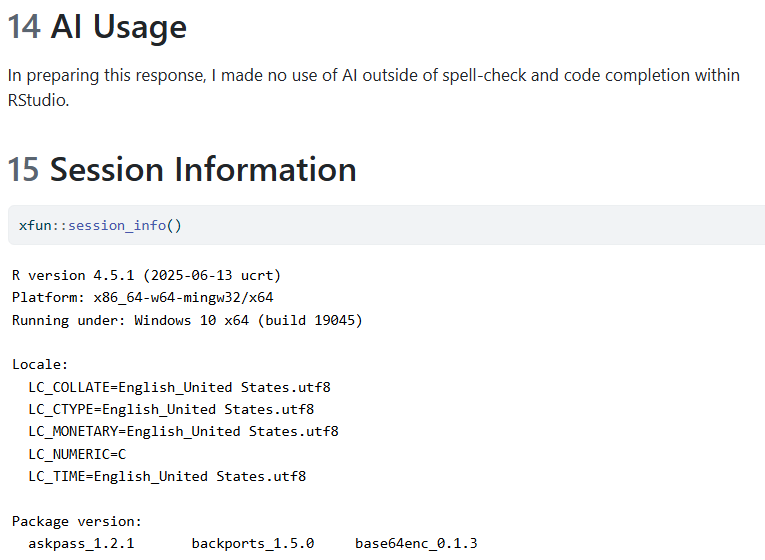 14 AI Usage
In preparing this response, I made no use of AI outside of spell-check and code completion within
RStudio.
15 Session Information
xfun::session_info()
R version 4.5.1 (2025-06-13 ucrt)
Platform: x86_64-w64-mingw32/x64
Running under: Windows 10 x64 (build 19045)
Locale:
LC_COLLATE=English_United States.utf8
LC_CTYPE=English_United States.utf8
LC_MONETARY=English_United States.utf8
LC_NUMERIC=C
LC_TIME=English_United States.utf8
Package version:
askpass_1.2.1 backports_1.5.0 base64enc_0.1.3